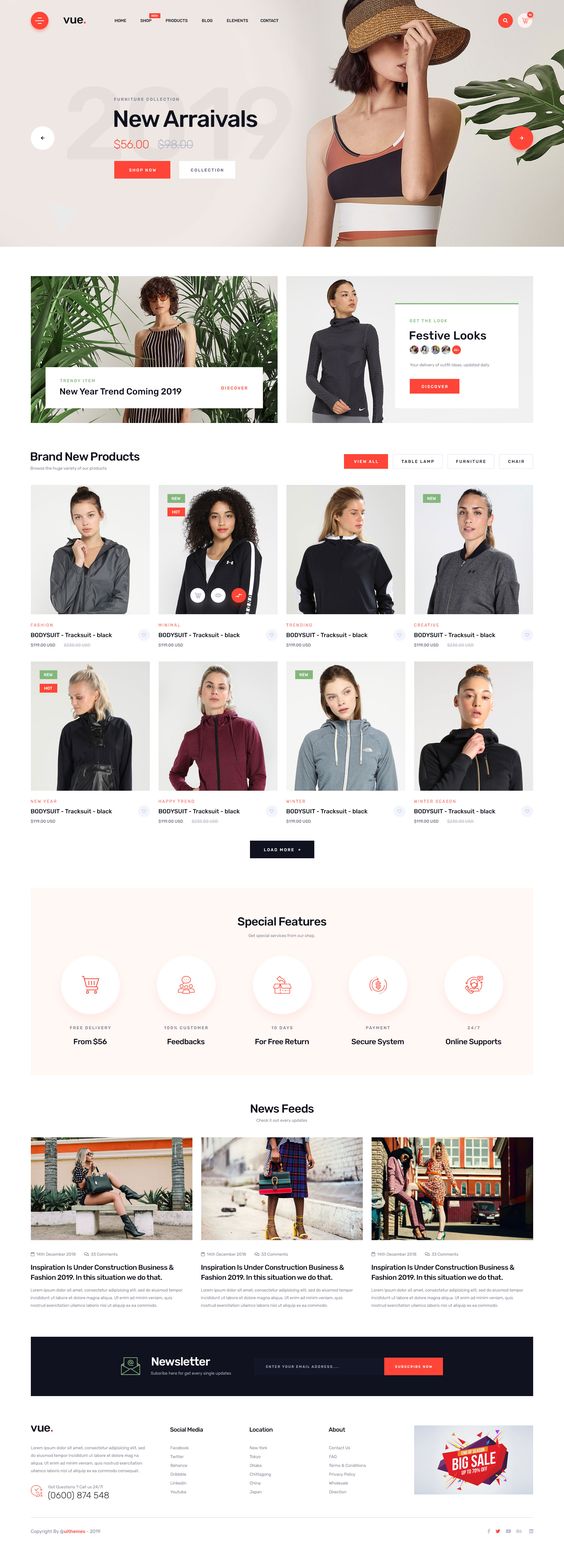 vue.
HOME
SHOP
PRODUCTS
BLOG
ELEMENTS
CONTACT
2019
FURNITURE COLLECTION
New Arraivals
$56.00 $98.00
SHOP NOW
COLLECTION
TRENDY ITEM
New Year Trend Coming 2019
DISCOVER
GET THE LOOK
Festive Looks
Your delivery of outfit ideas-updated daily
DISCOVER
Brand New Products
Browse the huge variety of our products
VIEW ALL
TABLE LAMP
FURNITURE
CHAIR
NEW
HOT
NEW
FASHION
BODYSUIT - Tracksuit - black
$119.00 USD $230.00 USD
MINIMAL
BODYSUIT - Tracksuit - black
$119.00 USD
TRENDING
BODYSUIT - Tracksuit - black
$119.00 USD
CREATIVE
BODYSUIT - Tracksuit - black
$119.00 USD $230.00 USD
NEW
HOT
NEW
NEW YEAR
BODYSUIT - Tracksuit - black
$119.00 USD
HAPPY TREND
BODYSUIT - Tracksuit - black
$119.00 USD $230.00 USD
WINTER
BODYSUIT - Tracksuit - black
$119.00 USD
WINTER SEASON
BODYSUIT - Tracksuit - black
$119.00 USD $230.00 USD
LOAD MORE +
Special Features
Get special services from our shop.
FREE DELIVERY
From $56
100% CUSTOMER
Feedbacks
10 DAYS
For Free Return
PAYMENT
Secure System
24/7
Online Supports
News Feeds
Check it out every updates
14th December 2018 33 Comments
Inspiration Is Under Construction Business &
Fashion 2019. In this situation we do that.
Lorem ipsum dolor sit amet, consectetur adipisicing elit, sed do eiusmod tempor
incididunt ut labore et dolore magna aliqua. Ut enim ad minim veniam, quis
nostrud exercitation ullamco laboris nisi ut aliquip ex ea commodo.
14th December 2018 33 Comments
Inspiration Is Under Construction Business &
Fashion 2019. In this situation we do that.
Lorem ipsum dolor sit amet, consectetur adipisicing elit, sed do eiusmod tempor
incididunt ut labore et dolore magna aliqua. Ut enim ad minim veniam, quis
nostrud exercitation ullamco laboris nisi ut aliquip ex ea commodo.
14th December 2018 33 Comments
Inspiration Is Under Construction Business &
Fashion 2019. In this situation we do that.
Lorem ipsum dolor sit amet, consectetur adipisicing elit, sed do eiusmod tempor
incididunt ut labore et dolore magna aliqua. Ut enim ad minim veniam, quis
nostrud exercitation ullamco laboris nisi ut aliquip ex ea commodo.
Newsletter
Subcribe here for get every single updates
ENTER YOUR EMAIL ADDRESS....
SUBSCRIBE NOW
vue.
Lorem ipsum dolor sit amet, consectetur adipisicing elit, sed
do eiusmod tempor incididunt ut labore et dolore magna
aliqua. Ut enim ad minim veniam, quis nostrud exercitation
ullamco laboris nisi ut aliquip ex ea commodo consequat.
Got Questions ? Call us 24/7!
(0600) 874 548
Social Media
Facebook
Twitter
Behance
Dribbble
LinkedIn
Youtube
Location
New York
Tokyo
Dhaka
Chittagong
China
Japan
About
Contact Us
FAQ
Terms & Conditions
Privacy Policy
Wholesale
Direction
BIG SALE
UP TO 70% OFF
Copyright By @uithemes - 2019